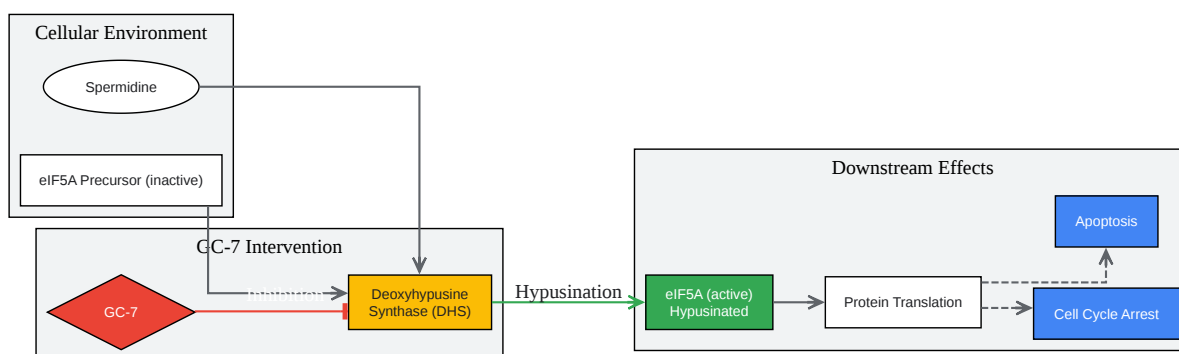 Cellular Environment
Spermidine
eIF5A Precursor (inactive)
GC-7 Intervention
GC-7
Inhibition
Deoxyhypusine
Synthase (DHS)
Hypusination
Downstream Effects
eIF5A (active)
Hypusinated
Protein Translation
Apoptosis
Cell Cycle Arrest